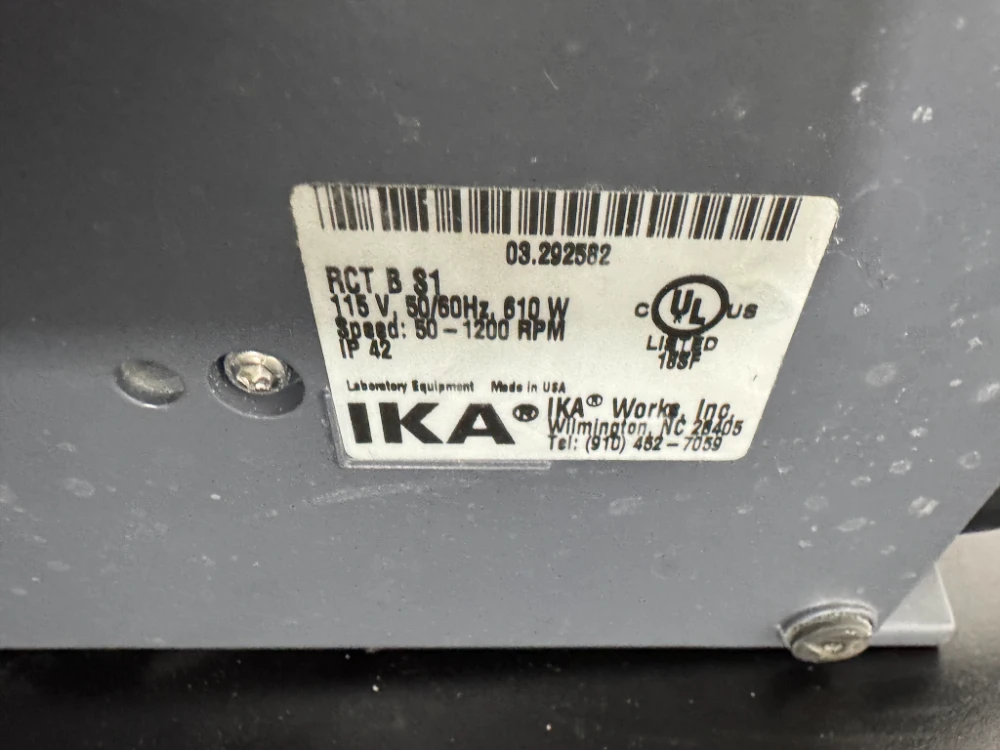 03.292582
RCT B S1
115 V, 50/60Hz, 610 W
Speed: 50 – 1200 RPM
IP 42
C UL US
LISTED
Laboratory Equipment Made in USA
IKA® IKA® Works, Inc.
Wilmington, NC 28405
Tel: (910) 452–7059